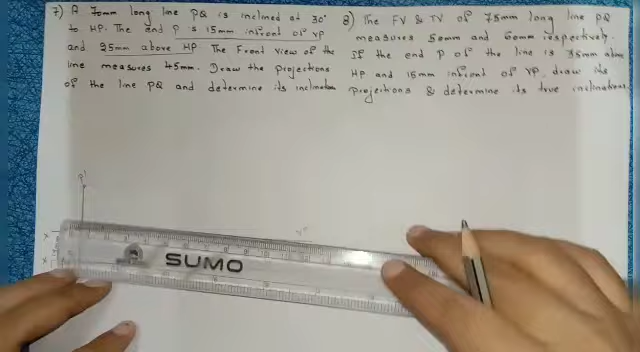 7) A 70mm long line PQ is inclined at 30°
to HP. The end P is 15mm infront of VP
and 35mm above HP The Front view of the
line measures 45mm. Draw the projections
of the line PQ and determine its inclination
8) The FV & TV of 75mm long line PQ
measures 50mm and 60mm respectively.
If the end P of the line is 35mm above
HP and 15mm infront of VP, draw its
projections & determine its true inclinations.
SUMO